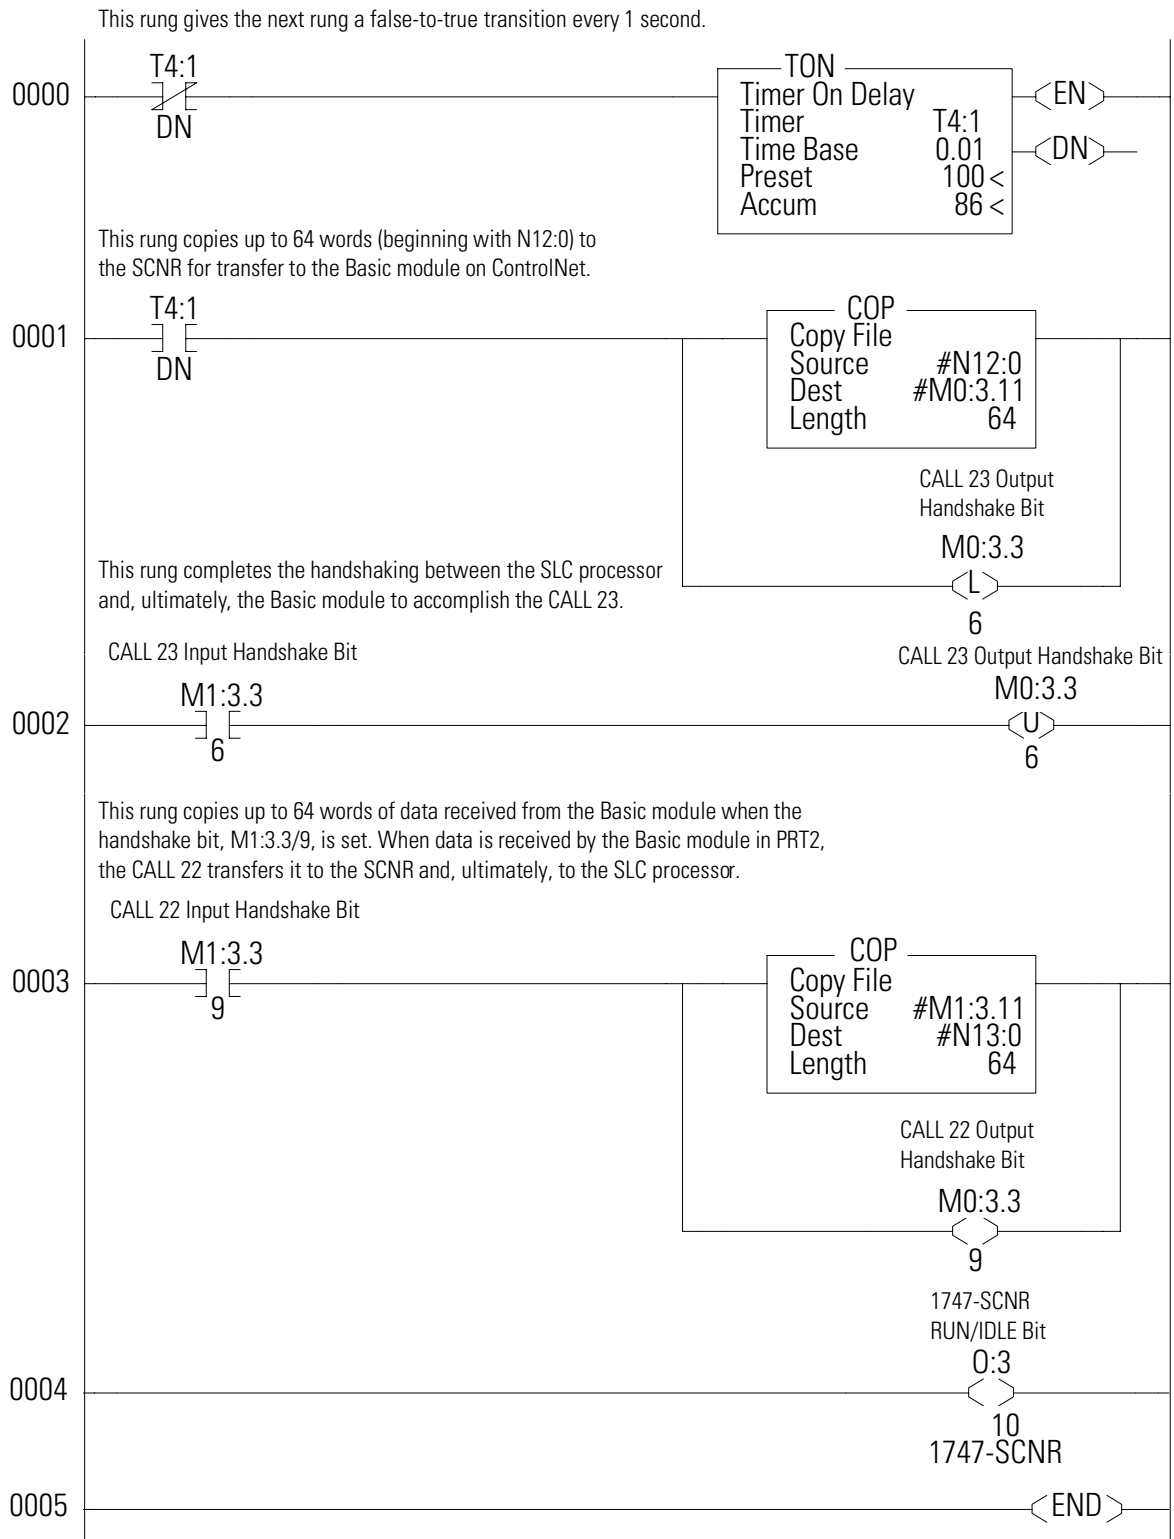 This rung gives the next rung a false-to-true transition every 1 second.
T4:1
TON
0000
DN
Timer On Delay
EN
Timer T4:1
Time Base 0.01
DN
Preset 100<
Accum 86<
This rung copies up to 64 words (beginning with N12:0) to
the SCNR for transfer to the Basic module on ControlNet.
T4:1
COP
0001
DN
Copy File
Source #N12:0
Dest #M0:3.11
Length 64
CALL 23 Output
Handshake Bit
M0:3.3
L
6
This rung completes the handshaking between the SLC processor
and, ultimately, the Basic module to accomplish the CALL 23.
CALL 23 Input Handshake Bit
CALL 23 Output Handshake Bit
M1:3.3
M0:3.3
0002
U
6
6
This rung copies up to 64 words of data received from the Basic module when the
handshake bit, M1:3.3/9, is set. When data is received by the Basic module in PRT2,
the CALL 22 transfers it to the SCNR and, ultimately, to the SLC processor.
CALL 22 Input Handshake Bit
M1:3.3
COP
0003
9
Copy File
Source #M1:3.11
Dest #N13:0
Length 64
CALL 22 Output
Handshake Bit
M0:3.3
9
1747-SCNR
RUN/IDLE Bit
O:3
0004
10
1747-SCNR
0005
END